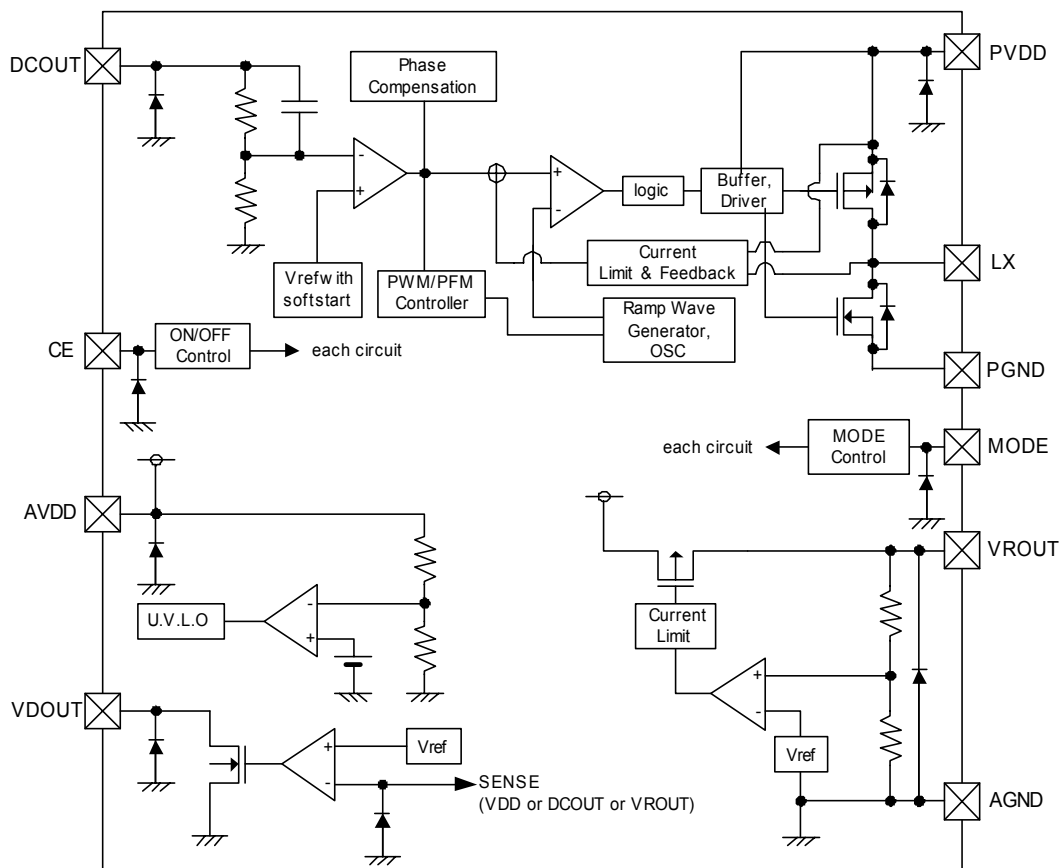 DCOUT
Phase
Compensation
PVDD
-
+
+
-
logic
Buffer,
Driver
Current
Limit & Feedback
LX
Vref with
softstart
PWM/PFM
Controller
Ramp Wave
Generator,
OSC
CE
ON/OFF
Control
each circuit
PGND
each circuit
MODE
Control
MODE
AVDD
VROUT
U.V.L.O
-
+
Current
Limit
+
-
VDOUT
+
-
Vref
Vref
SENSE
(VDD or DCOUT or VROUT)
AGND